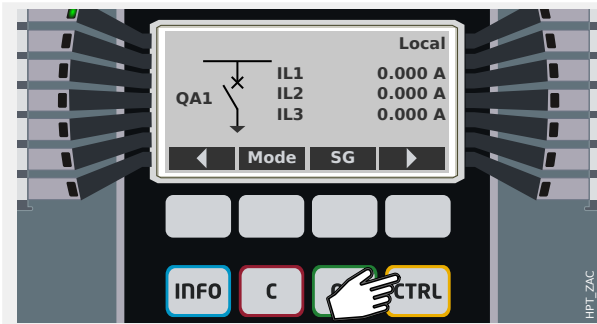 Local
IL1 0.000 A
IL2 0.000 A
QA1
IL3 0.000 A
Mode SG
INFO C CTRL
HPT_ZAC